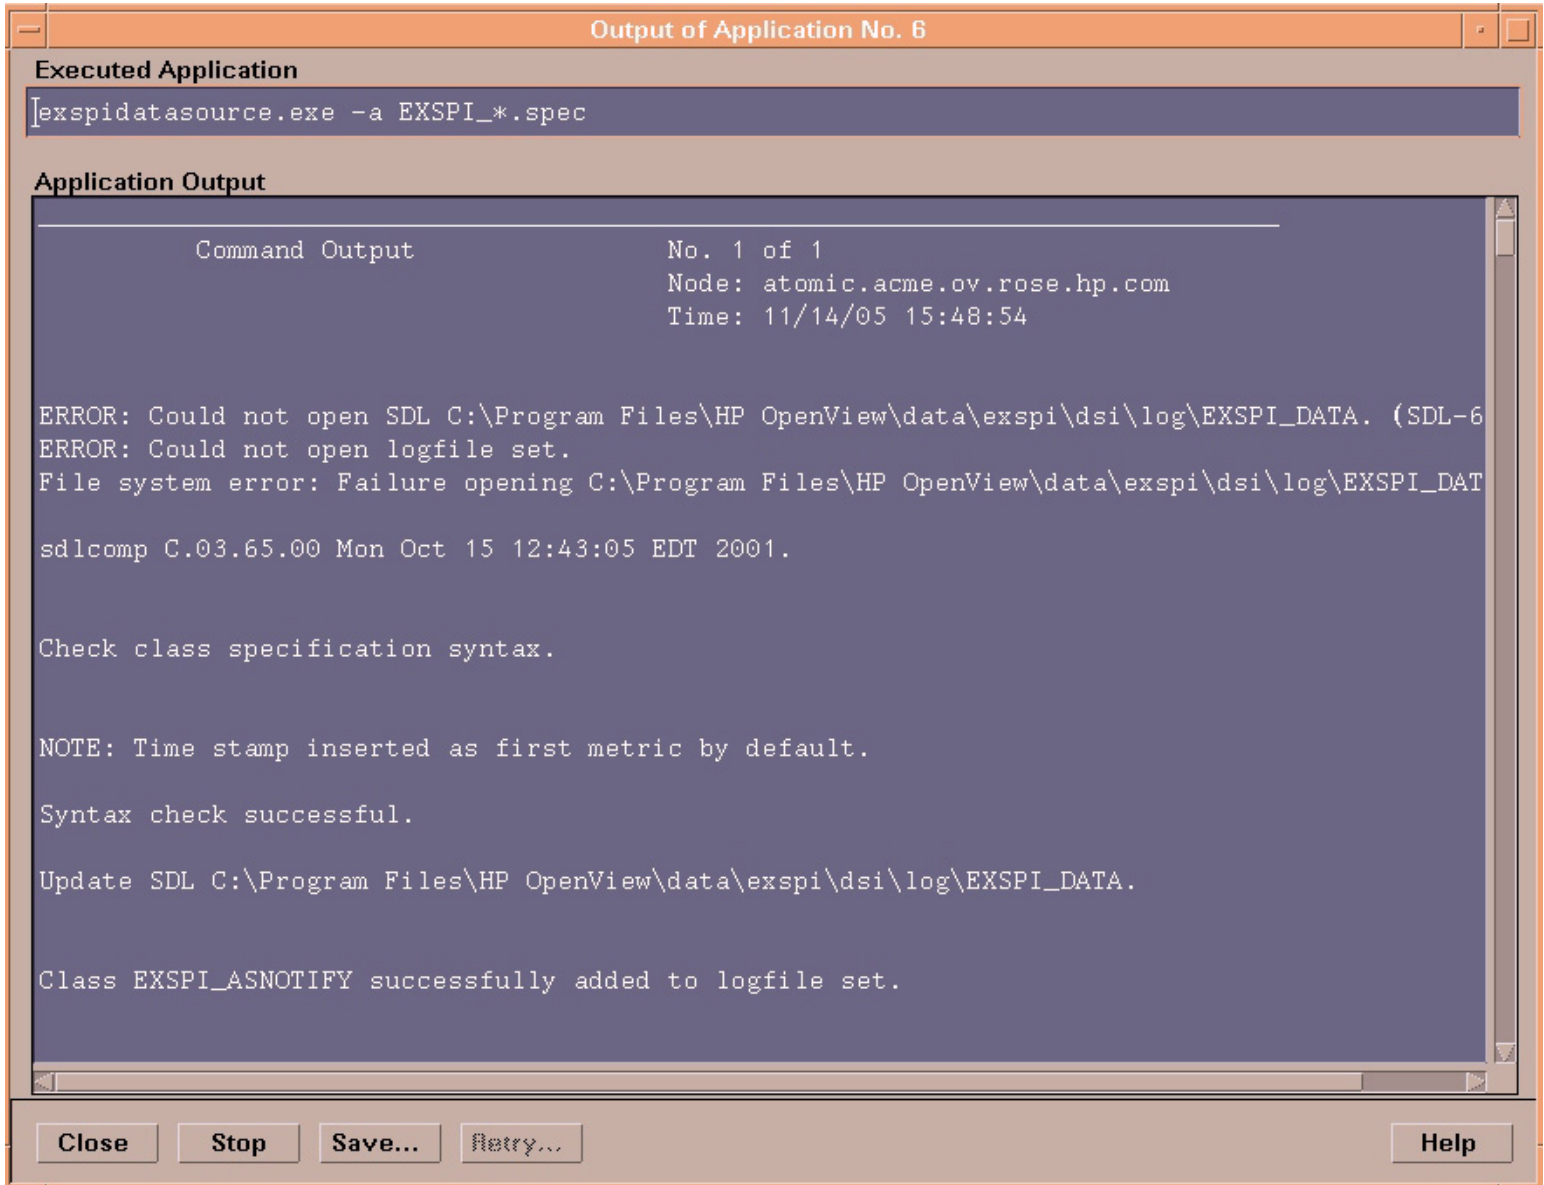 Output of Application No. 6
Executed Application
exspidatasource.exe -a EXSPI_*.spec
Application Output
Command Output No. 1 of 1
Node: atomic.acme.ov.rose.hp.com
Time: 11/14/05 15:48:54
ERROR: Could not open SDL C:\Program Files\HP OpenView\data\exspi\dsi\log\EXSPI_DATA. (SDL-6
ERROR: Could not open logfile set.
File system error: Failure opening C:\Program Files\HP OpenView\data\exspi\dsi\log\EXSPI_DAT
sdlcomp C.03.65.00 Mon Oct 15 12:43:05 EDT 2001.
Check class specification syntax.
NOTE: Time stamp inserted as first metric by default.
Syntax check successful.
Update SDL C:\Program Files\HP OpenView\data\exspi\dsi\log\EXSPI_DATA.
Class EXSPI_ASNOTIFY successfully added to logfile set.
Close Stop Save... Retry... Help